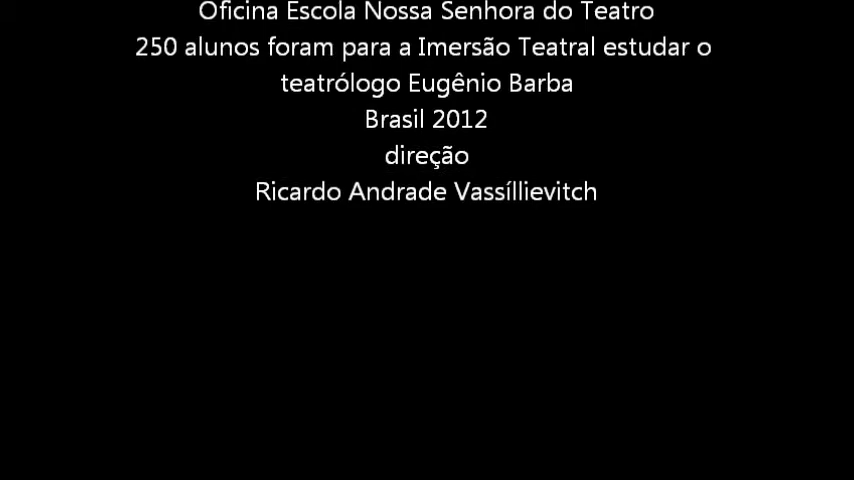 Oficina Escola Nossa Senhora do Teatro
250 alunos foram para a Imersão Teatral estudar o
teatrólogo Eugênio Barba
Brasil 2012
direção
Ricardo Andrade Vassíllievitch